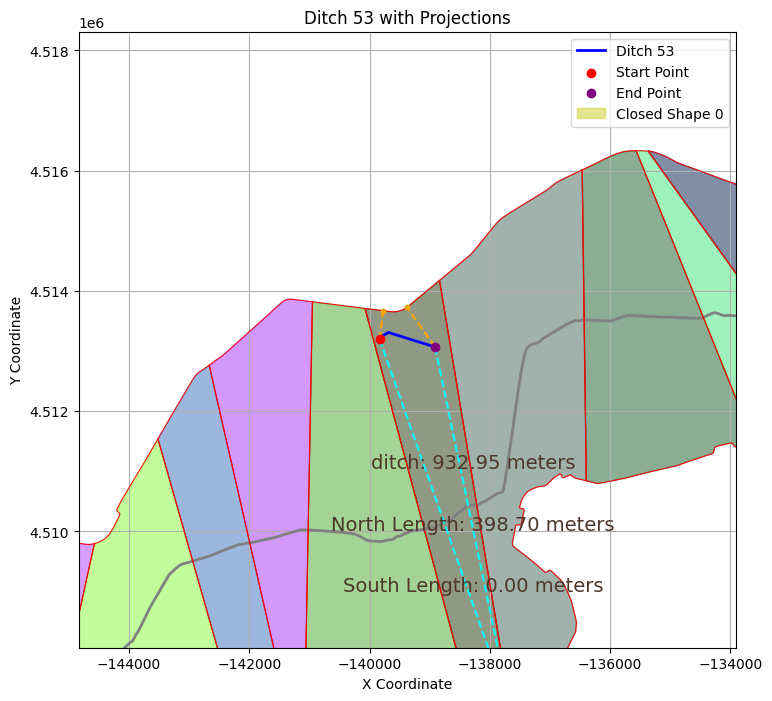 Ditch 53 with Projections
1e6
Ditch 53
Start Point
End Point
Closed Shape 0
4.518
4.516
4.514
4.512
4.510
Y Coordinate
ditch: 932.95 meters
North Length: 398.70 meters
South Length: 0.00 meters
−144000 −142000 −140000 −138000 −136000 −134000
X Coordinate